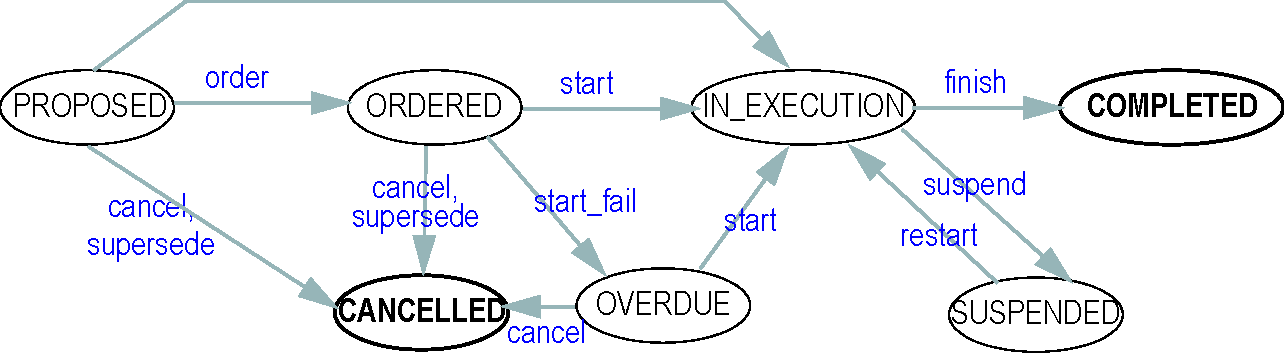 order
start
finish
PROPOSED
ORDERED
IN_EXECUTION
COMPLETED
cancel,
supersede
cancel,
supersede
start_fail
start
suspend
restart
CANCELLED
OVERDUE
SUSPENDED
cancel